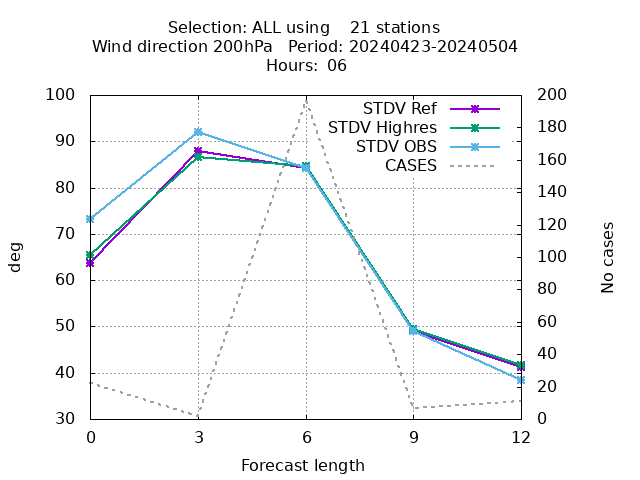 Selection: ALL using    21 stations
Wind direction 200hPa   Period: 20240423-20240504
Hours:  06
100
90
80
70
60
50
40
30
deg
STDV Ref
STDV Highres
STDV OBS
CASES
200
180
160
140
120
100
80
60
40
20
0
No cases
0 3 6 9 12
Forecast length